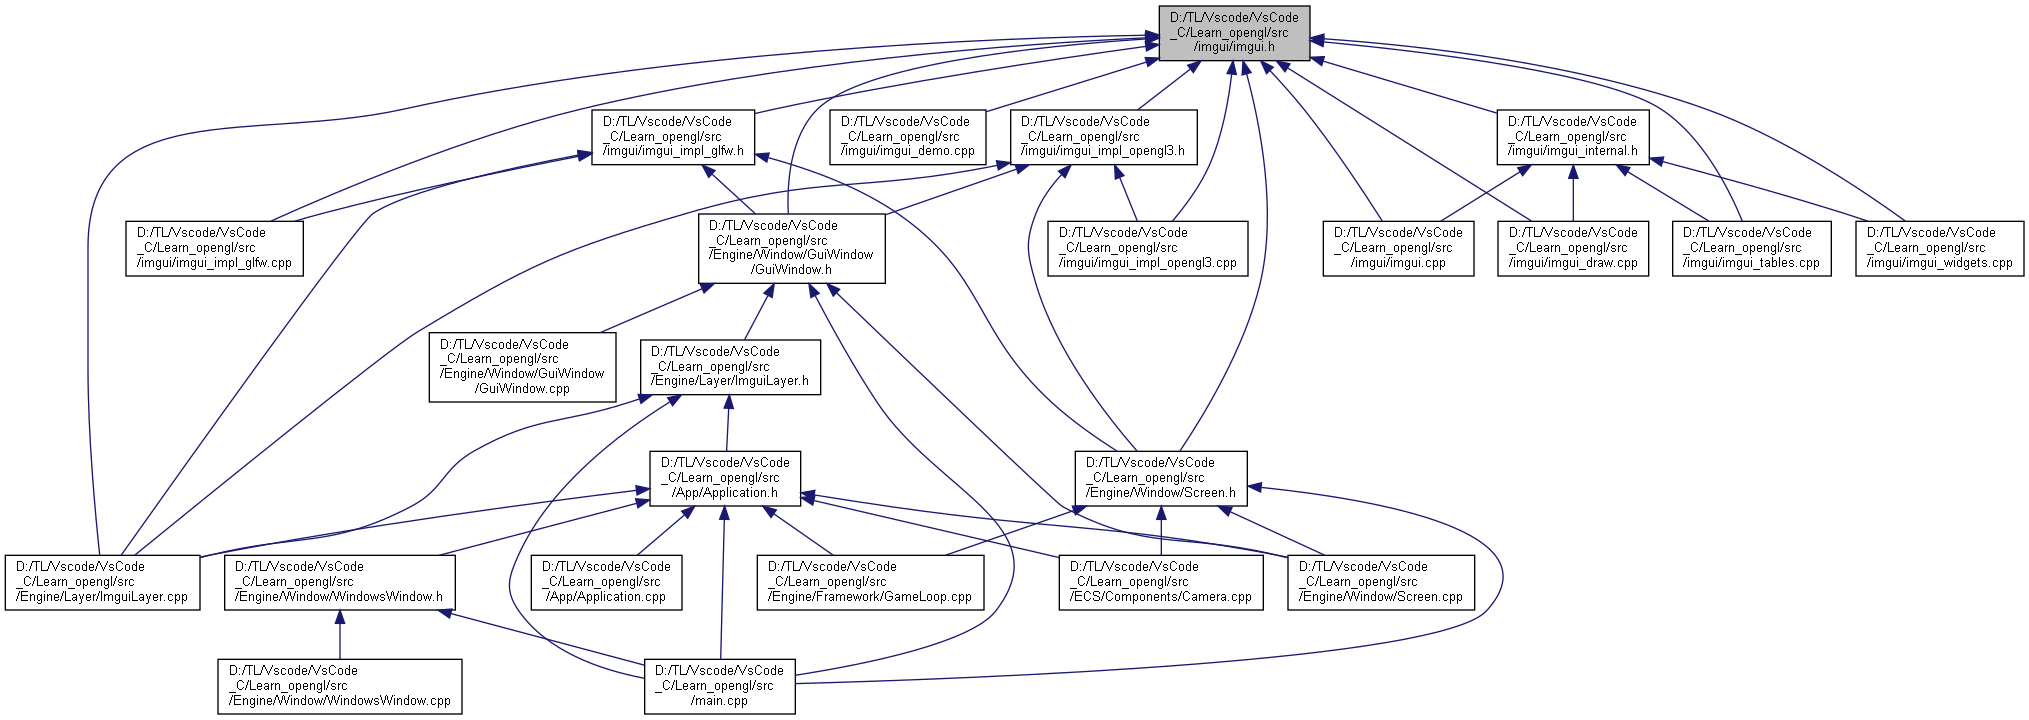 D:/TL/Vscode/VsCode
_C/Learn_opengl/src
/imgui/imgui.h
D:/TL/Vscode/VsCode
_C/Learn_opengl/src
/imgui/imgui_impl_glfw.h
D:/TL/Vscode/VsCode
_C/Learn_opengl/src
/imgui/imgui_demo.cpp
D:/TL/Vscode/VsCode
_C/Learn_opengl/src
/imgui/imgui_impl_opengl3.h
D:/TL/Vscode/VsCode
_C/Learn_opengl/src
/imgui/imgui_internal.h
D:/TL/Vscode/VsCode
_C/Learn_opengl/src
/imgui/imgui_impl_glfw.cpp
D:/TL/Vscode/VsCode
_C/Learn_opengl/src
/Engine/Window/GuiWindow
/GuiWindow.h
D:/TL/Vscode/VsCode
_C/Learn_opengl/src
/imgui/imgui_impl_opengl3.cpp
D:/TL/Vscode/VsCode
_C/Learn_opengl/src
/imgui/imgui.cpp
D:/TL/Vscode/VsCode
_C/Learn_opengl/src
/imgui/imgui_draw.cpp
D:/TL/Vscode/VsCode
_C/Learn_opengl/src
/imgui/imgui_tables.cpp
D:/TL/Vscode/VsCode
_C/Learn_opengl/src
/imgui/imgui_widgets.cpp
D:/TL/Vscode/VsCode
_C/Learn_opengl/src
/Engine/Window/GuiWindow
/GuiWindow.cpp
D:/TL/Vscode/VsCode
_C/Learn_opengl/src
/Engine/Layer/ImguiLayer.h
D:/TL/Vscode/VsCode
_C/Learn_opengl/src
/App/Application.h
D:/TL/Vscode/VsCode
_C/Learn_opengl/src
/Engine/Window/Screen.h
D:/TL/Vscode/VsCode
_C/Learn_opengl/src
/Engine/Layer/ImguiLayer.cpp
D:/TL/Vscode/VsCode
_C/Learn_opengl/src
/Engine/Window/WindowsWindow.h
D:/TL/Vscode/VsCode
_C/Learn_opengl/src
/App/Application.cpp
D:/TL/Vscode/VsCode
_C/Learn_opengl/src
/Engine/Framework/GameLoop.cpp
D:/TL/Vscode/VsCode
_C/Learn_opengl/src
/ECS/Components/Camera.cpp
D:/TL/Vscode/VsCode
_C/Learn_opengl/src
/Engine/Window/Screen.cpp
D:/TL/Vscode/VsCode
_C/Learn_opengl/src
/Engine/Window/WindowsWindow.cpp
D:/TL/Vscode/VsCode
_C/Learn_opengl/src
/main.cpp